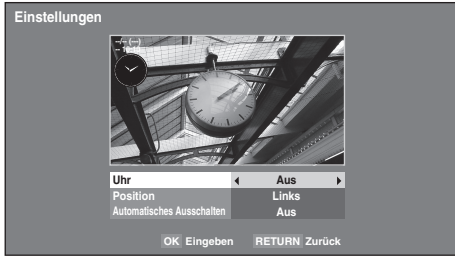 Einstellungen
-/-(--)
Uhr Aus
Position Links
Automatisches Ausschalten Aus
OK Eingeben RETURN Zurück